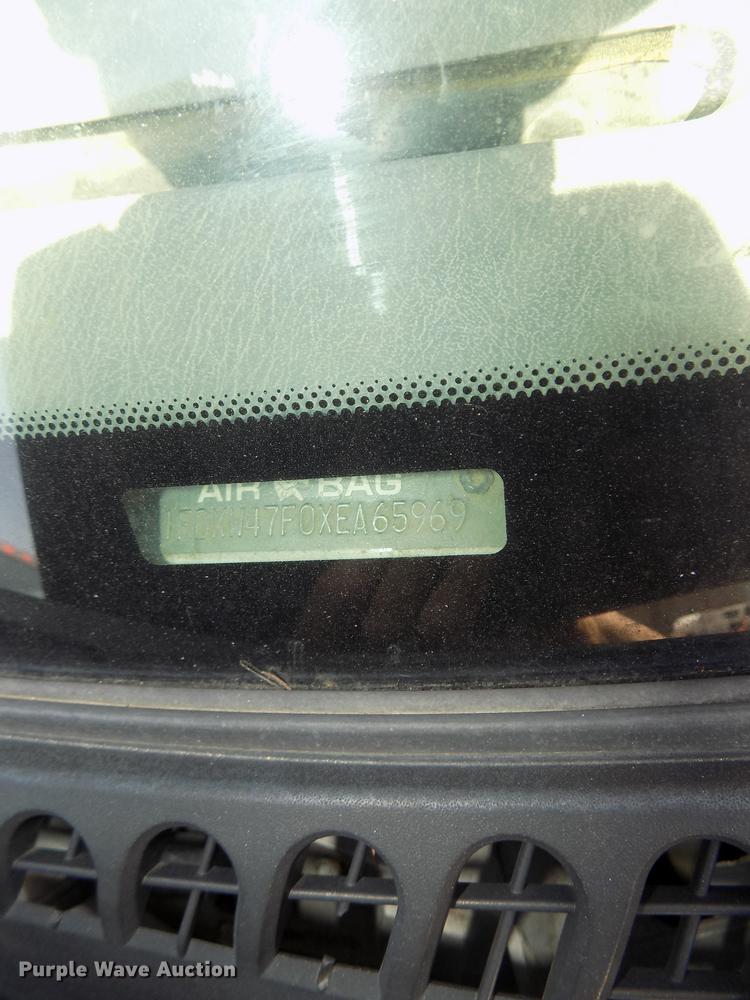 AIR BAG
1FDXW47F0XEA65969
Purple Wave Auction